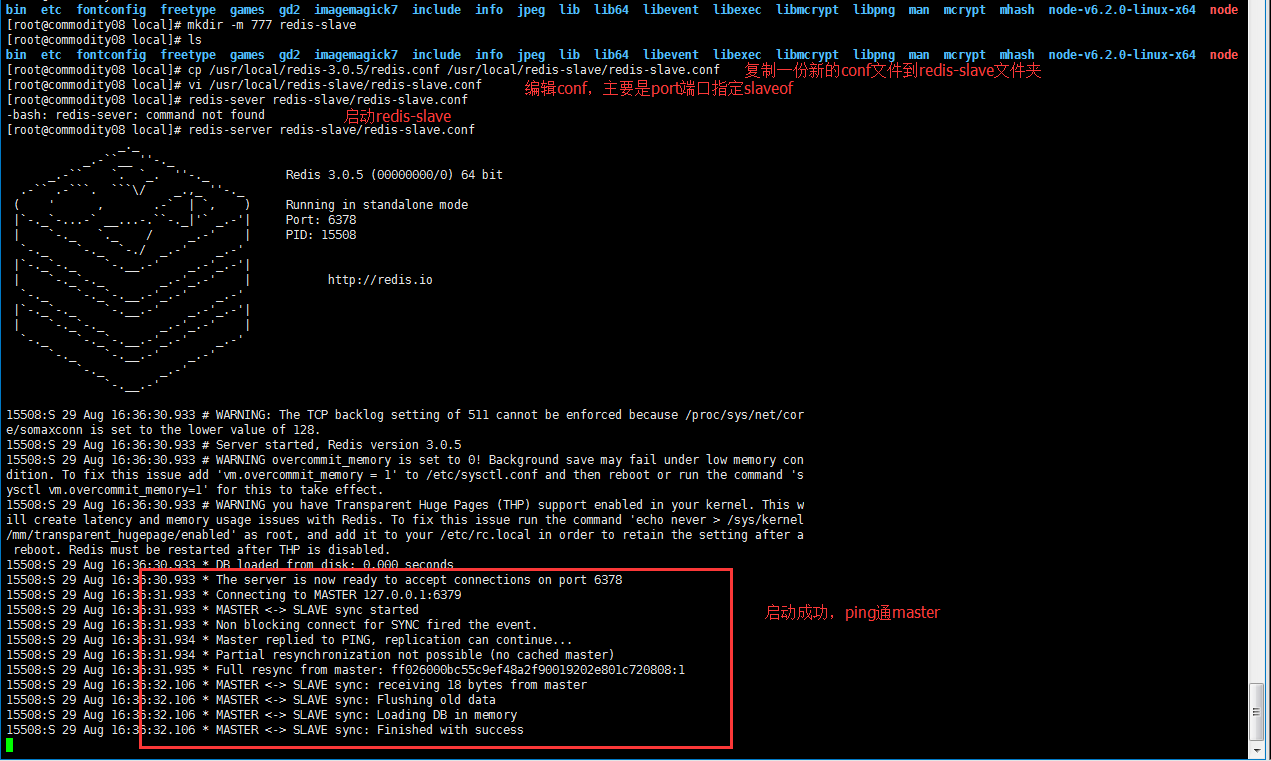 bin etc fontconfig freetype games gd2 imagemagick7 include info jpeg lib lib64 libevent libexec libmcrypt libpng man mcrypt mhash node-v6.2.0-linux-x64 node
[root@commodity08 local]# mkdir -m 777 redis-slave
[root@commodity08 local]# ls
bin etc fontconfig freetype games gd2 imagemagick7 include info jpeg lib lib64 libevent libexec libmcrypt libpng man mcrypt mhash node-v6.2.0-linux-x64 node
[root@commodity08 local]# cp /usr/local/redis-3.0.5/redis.conf /usr/local/redis-slave/redis-slave.conf 复制一份新的conf文件到redis-slave文件夹
[root@commodity08 local]# vi /usr/local/redis-slave/redis-slave.conf 编辑conf，主要是port端口指定slaveof
[root@commodity08 local]# redis-sever redis-slave/redis-slave.conf
-bash: redis-sever: command not found 启动redis-slave
[root@commodity08 local]# redis-server redis-slave/redis-slave.conf
Redis 3.0.5 (00000000/0) 64 bit
Running in standalone mode
Port: 6378
PID: 15508
http://redis.io
15508:S 29 Aug 16:36:30.933 # WARNING: The TCP backlog setting of 511 cannot be enforced because /proc/sys/net/cor
e/somaxconn is set to the lower value of 128.
15508:S 29 Aug 16:36:30.933 # Server started, Redis version 3.0.5
15508:S 29 Aug 16:36:30.933 # WARNING overcommit_memory is set to 0! Background save may fail under low memory con
dition. To fix this issue add 'vm.overcommit_memory = 1' to /etc/sysctl.conf and then reboot or run the command 's
ysctl vm.overcommit_memory=1' for this to take effect.
15508:S 29 Aug 16:36:30.933 # WARNING you have Transparent Huge Pages (THP) support enabled in your kernel. This w
ill create latency and memory usage issues with Redis. To fix this issue run the command 'echo never > /sys/kernel
/mm/transparent_hugepage/enabled' as root, and add it to your /etc/rc.local in order to retain the setting after a
reboot. Redis must be restarted after THP is disabled.
15508:S 29 Aug 16:36:30.933 * DB loaded from disk: 0.000 seconds
15508:S 29 Aug 16:36:30.933 * The server is now ready to accept connections on port 6378
15508:S 29 Aug 16:36:31.933 * Connecting to MASTER 127.0.0.1:6379
15508:S 29 Aug 16:36:31.933 * MASTER <-> SLAVE sync started 启动成功，ping通master
15508:S 29 Aug 16:36:31.933 * Non blocking connect for SYNC fired the event.
15508:S 29 Aug 16:36:31.934 * Master replied to PING, replication can continue...
15508:S 29 Aug 16:36:31.934 * Partial resynchronization not possible (no cached master)
15508:S 29 Aug 16:36:31.935 * Full resync from master: ff026000bc55c9ef48a2f90019202e801c720808:1
15508:S 29 Aug 16:36:32.106 * MASTER <-> SLAVE sync: receiving 18 bytes from master
15508:S 29 Aug 16:36:32.106 * MASTER <-> SLAVE sync: Flushing old data
15508:S 29 Aug 16:36:32.106 * MASTER <-> SLAVE sync: Loading DB in memory
15508:S 29 Aug 16:36:32.106 * MASTER <-> SLAVE sync: Finished with success